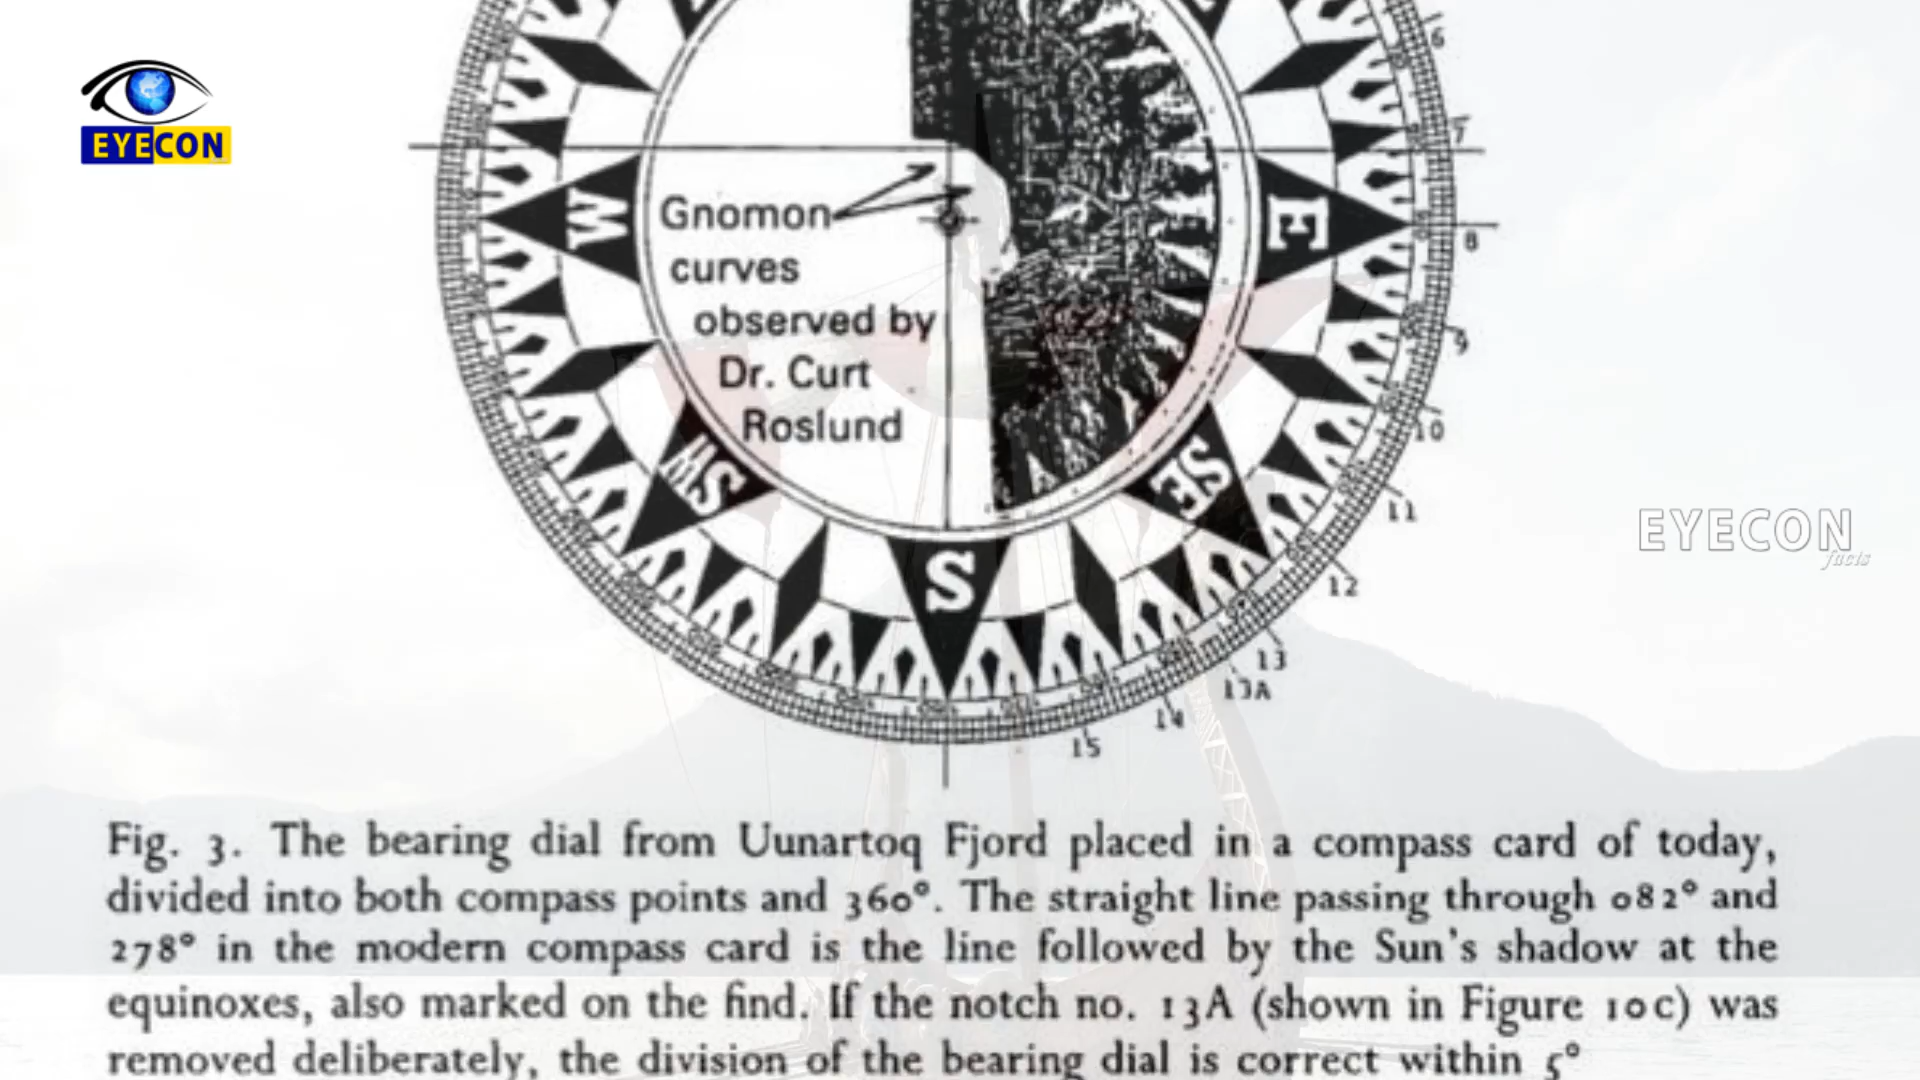 EYECON
6
7
W
Gnomon
E
8
curves
observed by
9
Dr. Curt
10
Roslund
SW
SE
11
EYECON
facts
S
12
13
13A
14
15
Fig. 3. The bearing dial from Uunartoq Fjord placed in a compass card of today,
divided into both compass points and 360°. The straight line passing through 082° and
278° in the modern compass card is the line followed by the Sun's shadow at the
equinoxes, also marked on the find. If the notch no. 13A (shown in Figure 10c) was
removed deliberately, the division of the bearing dial is correct within 5°